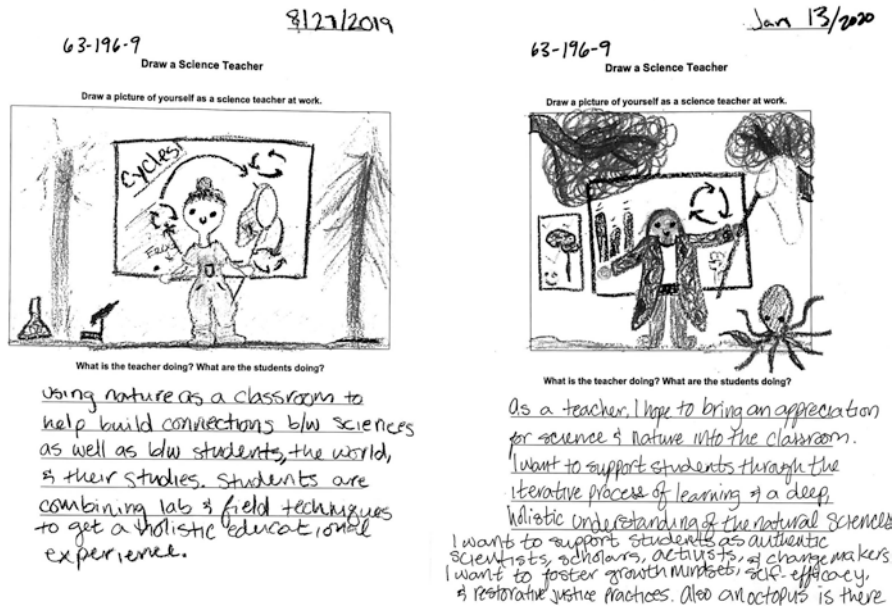 8/27/2019
63-196-9
Draw a Science Teacher
Draw a picture of yourself as a science teacher at work.
Cycles!
What is the teacher doing? What are the students doing?
using nature as a classroom to
help build connections b/w sciences
as well as b/w students, the world,
& their studies. Students are
combining lab & field techniques
to get a holistic educational
experience.
Jan 13/2020
63-196-9
Draw a Science Teacher
Draw a picture of yourself as a science teacher at work.
What is the teacher doing? What are the students doing?
As a teacher, I hope to bring an appreciation
for science & nature into the classroom.
I want to support students through the
iterative process of learning & a deep,
holistic understanding of the natural sciences
I want to support students as authentic
scientists, scholars, activists, & change makers.
I want to foster growth mindset, self-efficacy,
& restorative justice practices. Also an octopus is there